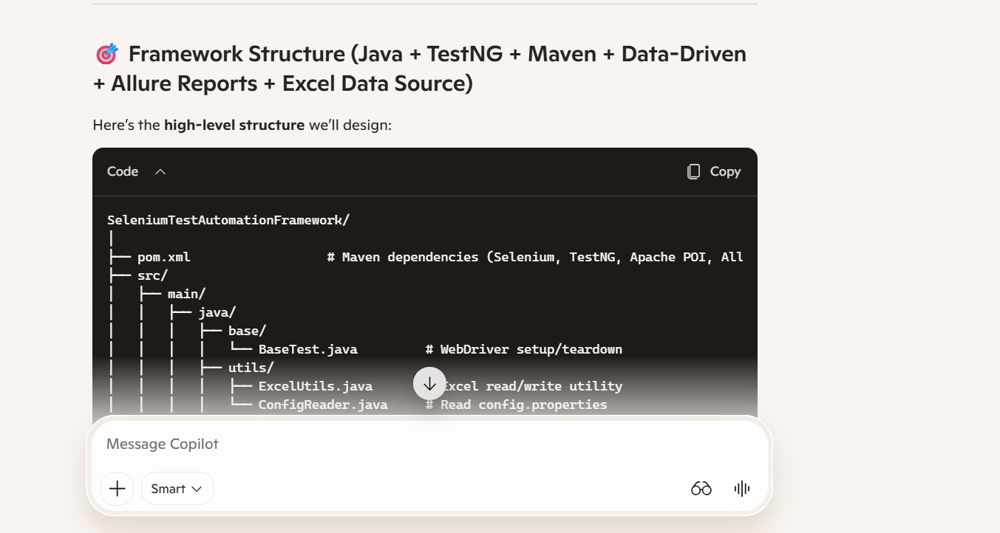 🎯 Framework Structure (Java + TestNG + Maven + Data-Driven
+ Allure Reports + Excel Data Source)
Here’s the high-level structure we’ll design:
Code
Copy
SeleniumTestAutomationFramework/
│
├── pom.xml                  # Maven dependencies (Selenium, TestNG, Apache POI, All
├── src/
│   ├── main/
│   │   ├── java/
│   │   │   ├── base/
│   │   │   │   └── BaseTest.java         # WebDriver setup/teardown
│   │   │   ├── utils/
│   │   │   │   ├── ExcelUtils.java       Excel read/write utility
│   │   │   │   └── ConfigReader.java     # Read config.properties
Message Copilot
Smart